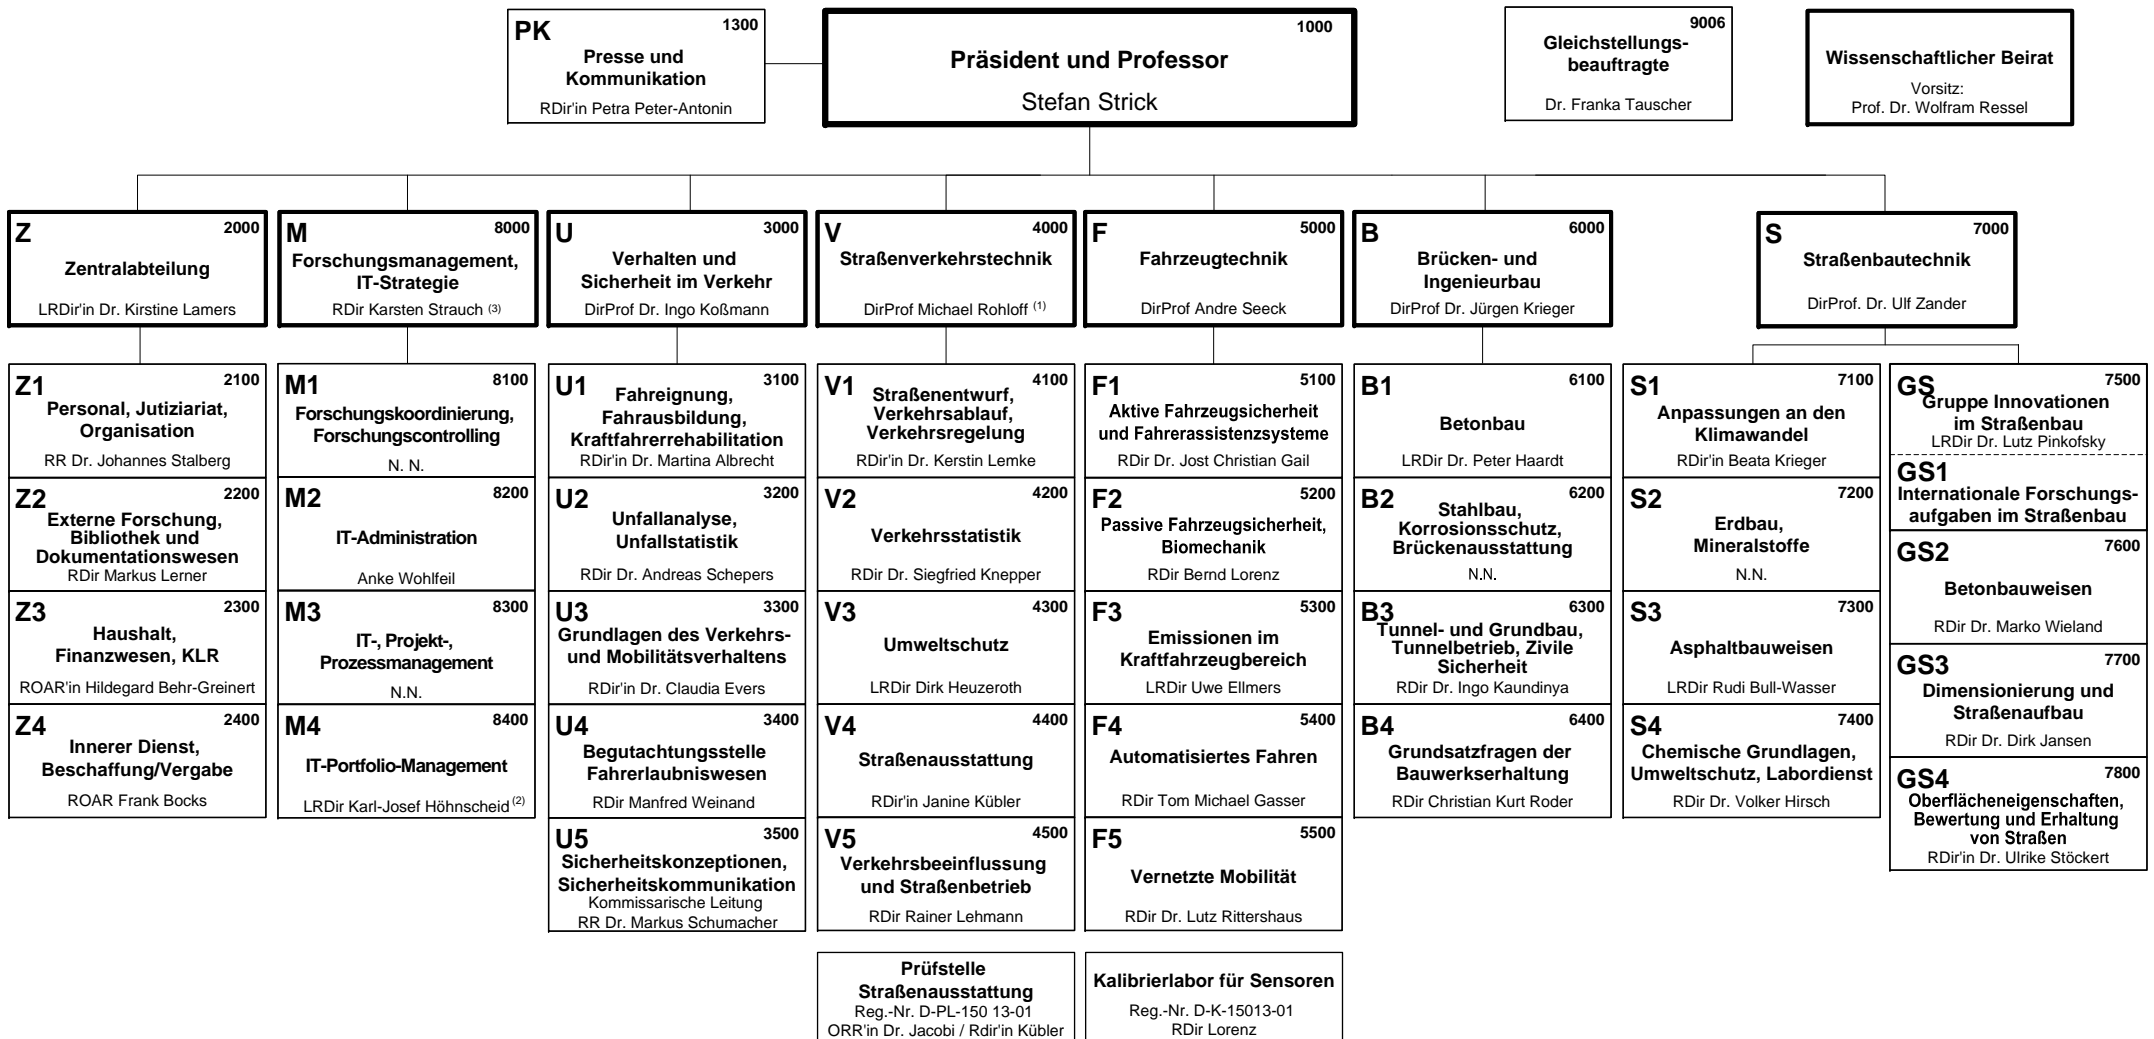 PK 1300
Presse und
Kommunikation
RDir'in Petra Peter-Antonin
1000
Präsident und Professor
Stefan Strick
9006
Gleichstellungs-
beauftragte
Dr. Franka Tauscher
Wissenschaftlicher Beirat
Vorsitz:
Prof. Dr. Wolfram Ressel
Z 2000
Zentralabteilung
LRDir'in Dr. Kirstine Lamers
M 8000
Forschungsmanagement,
IT-Strategie
RDir Karsten Strauch (3)
U 3000
Verhalten und
Sicherheit im Verkehr
DirProf Dr. Ingo Koßmann
V 4000
Straßenverkehrstechnik
DirProf Michael Rohloff (1)
F 5000
Fahrzeugtechnik
DirProf Andre Seeck
B 6000
Brücken- und
Ingenieurbau
DirProf Dr. Jürgen Krieger
S 7000
Straßenbautechnik
DirProf. Dr. Ulf Zander
Z1 2100
Personal, Jutiziariat,
Organisation
RR Dr. Johannes Stalberg
Z2 2200
Externe Forschung,
Bibliothek und
Dokumentationswesen
RDir Markus Lerner
Z3 2300
Haushalt,
Finanzwesen, KLR
ROAR'in Hildegard Behr-Greinert
Z4 2400
Innerer Dienst,
Beschaffung/Vergabe
ROAR Frank Bocks
M1 8100
Forschungskoordinierung,
Forschungscontrolling
N. N.
M2 8200
IT-Administration
Anke Wohlfeil
M3 8300
IT-, Projekt-,
Prozessmanagement
N.N.
M4 8400
IT-Portfolio-Management
LRDir Karl-Josef Höhnscheid (2)
U1 3100
Fahreignung,
Fahrausbildung,
Kraftfahrerrehabilitation
RDir'in Dr. Martina Albrecht
U2 3200
Unfallanalyse,
Unfallstatistik
RDir Dr. Andreas Schepers
U3 3300
Grundlagen des Verkehrs-
und Mobilitätsverhaltens
RDir'in Dr. Claudia Evers
U4 3400
Begutachtungsstelle
Fahrerlaubniswesen
RDir Manfred Weinand
U5 3500
Sicherheitskonzeptionen,
Sicherheitskommunikation
Kommissarische Leitung
RR Dr. Markus Schumacher
V1 4100
Straßenentwurf,
Verkehrsablauf,
Verkehrsregelung
RDir'in Dr. Kerstin Lemke
V2 4200
Verkehrsstatistik
RDir Dr. Siegfried Knepper
V3 4300
Umweltschutz
LRDir Dirk Heuzeroth
V4 4400
Straßenausstattung
RDir'in Janine Kübler
V5 4500
Verkehrsbeeinflussung
und Straßenbetrieb
RDir Rainer Lehmann
Prüfstelle
Straßenausstattung
Reg.-Nr. D-PL-150 13-01
ORR'in Dr. Jacobi / Rdir'in Kübler
F1 5100
Aktive Fahrzeugsicherheit
und Fahrerassistenzsysteme
RDir Dr. Jost Christian Gail
F2 5200
Passive Fahrzeugsicherheit,
Biomechanik
RDir Bernd Lorenz
F3 5300
Emissionen im
Kraftfahrzeugbereich
LRDir Uwe Ellmers
F4 5400
Automatisiertes Fahren
RDir Tom Michael Gasser
F5 5500
Vernetzte Mobilität
RDir Dr. Lutz Rittershaus
Kalibrierlabor für Sensoren
Reg.-Nr. D-K-15013-01
RDir Lorenz
B1 6100
Betonbau
LRDir Dr. Peter Haardt
B2 6200
Stahlbau,
Korrosionsschutz,
Brückenausstattung
N.N.
B3 6300
Tunnel- und Grundbau,
Tunnelbetrieb, Zivile
Sicherheit
RDir Dr. Ingo Kaundinya
B4 6400
Grundsatzfragen der
Bauwerkserhaltung
RDir Christian Kurt Roder
S1 7100
Anpassungen an den
Klimawandel
RDir'in Beata Krieger
S2 7200
Erdbau,
Mineralstoffe
N.N.
S3 7300
Asphaltbauweisen
LRDir Rudi Bull-Wasser
S4 7400
Chemische Grundlagen,
Umweltschutz, Labordienst
RDir Dr. Volker Hirsch
GS 7500
Gruppe Innovationen
im Straßenbau
LRDir Dr. Lutz Pinkofsky
GS1
Internationale Forschungs-
aufgaben im Straßenbau
GS2 7600
Betonbauweisen
RDir Dr. Marko Wieland
GS3 7700
Dimensionierung und
Straßenaufbau
RDir Dr. Dirk Jansen
GS4 7800
Oberflächeneigenschaften,
Bewertung und Erhaltung
von Straßen
RDir'in Dr. Ulrike Stöckert